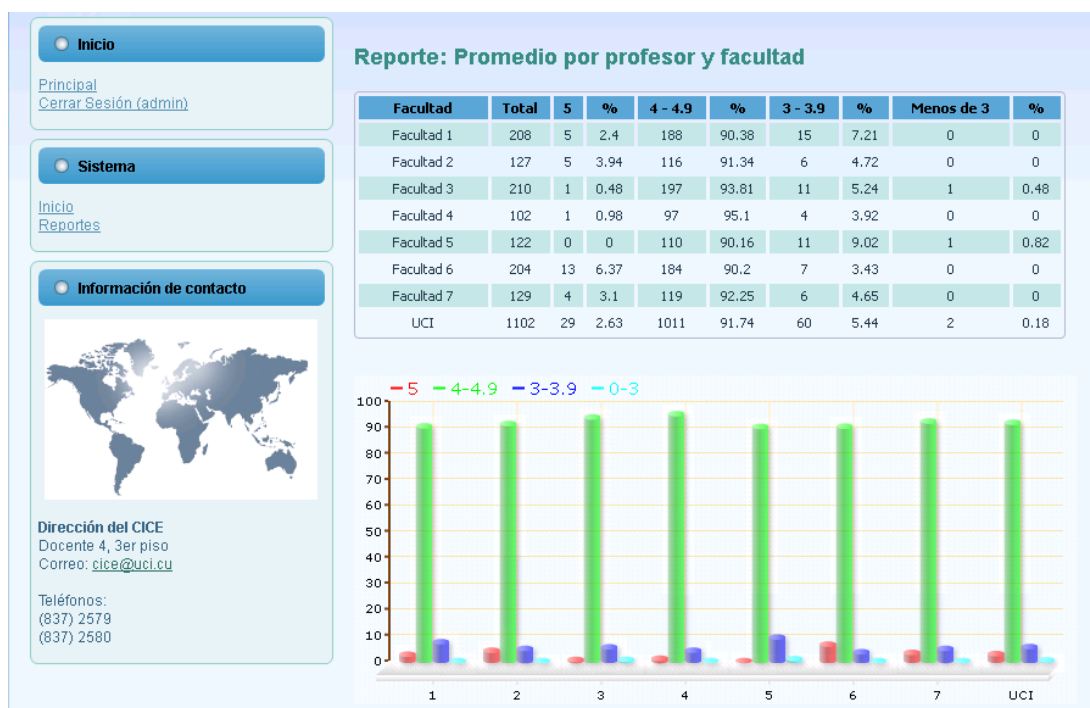 Inicio
Principal
Cerrar Sesión (admin)
Sistema
Inicio
Reportes
Información de contacto
Dirección del CICE
Docente 4, 3er piso
Correo: cice@uci.cu
Teléfonos:
(837) 2579
(837) 2580
Reporte: Promedio por profesor y facultad
Facultad Total 5 % 4 - 4.9 % 3 - 3.9 % Menos de 3 %
Facultad 1 208 5 2.4 188 90.38 15 7.21 0 0
Facultad 2 127 5 3.94 116 91.34 6 4.72 0 0
Facultad 3 210 1 0.48 197 93.81 11 5.24 1 0.48
Facultad 4 102 1 0.98 97 95.1 4 3.92 0 0
Facultad 5 122 0 0 110 90.16 11 9.02 1 0.82
Facultad 6 204 13 6.37 184 90.2 7 3.43 0 0
Facultad 7 129 4 3.1 119 92.25 6 4.65 0 0
UCI 1102 29 2.63 1011 91.74 60 5.44 2 0.18
5 4-4.9 3-3.9 0-3
100
90
80
70
60
50
40
30
20
10
0
1 2 3 4 5 6 7 UCI